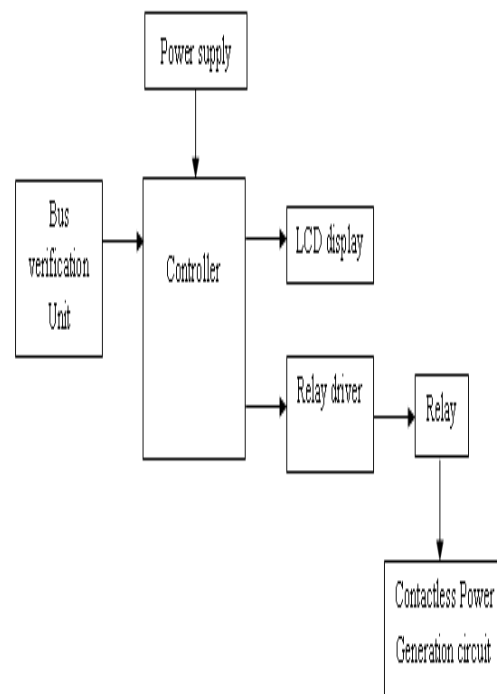 Power supply
Bus
verification
Unit
Controller
LCD display
Relay driver
Relay
Contactless Power
Generation circuit